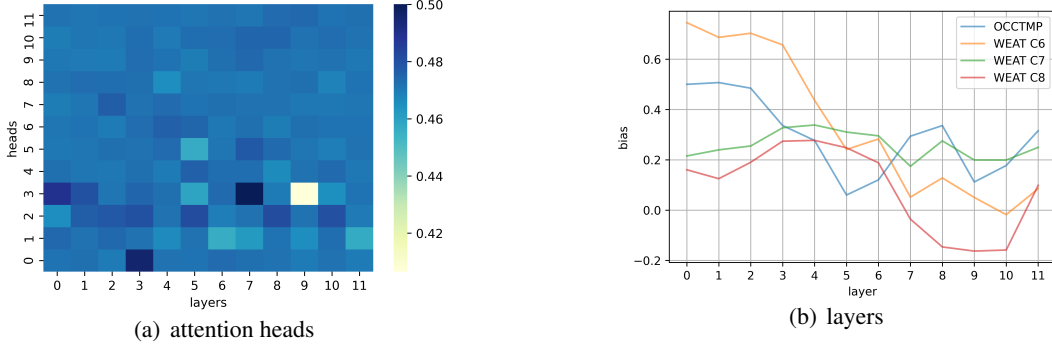 11
10
9
8
7
6
5
4
3
2
1
0
heads
0 1 2 3 4 5 6 7 8 9 10 11
layers
0.50
0.48
0.46
0.44
0.42
(a) attention heads
0.6
0.4
0.2
0.0
−0.2
bias
OCCTMP
WEAT C6
WEAT C7
WEAT C8
0 1 2 3 4 5 6 7 8 9 10 11
layer
(b) layers